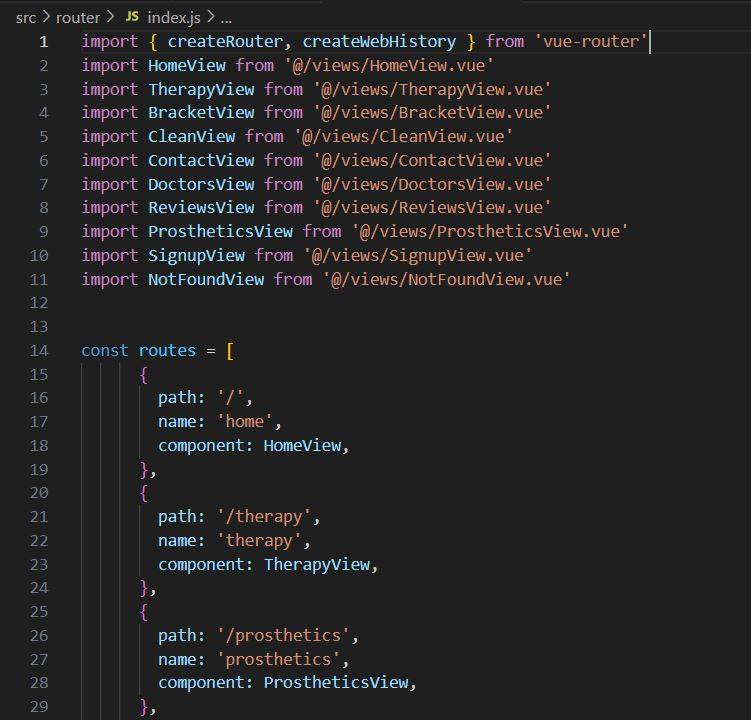 src > router > JS index.js > ...
1 import { createRouter, createWebHistory } from 'vue-router'
2 import HomeView from '@/views/HomeView.vue'
3 import TherapyView from '@/views/TherapyView.vue'
4 import BracketView from '@/views/BracketView.vue'
5 import CleanView from '@/views/CleanView.vue'
6 import ContactView from '@/views/ContactView.vue'
7 import DoctorsView from '@/views/DoctorsView.vue'
8 import ReviewsView from '@/views/ReviewsView.vue'
9 import ProstheticsView from '@/views/ProstheticsView.vue'
10 import SignupView from '@/views/SignupView.vue'
11 import NotFoundView from '@/views/NotFoundView.vue'
12
13
14 const routes = [
15 {
16 path: '/',
17 name: 'home',
18 component: HomeView,
19 },
20 {
21 path: '/therapy',
22 name: 'therapy',
23 component: TherapyView,
24 },
25 {
26 path: '/prosthetics',
27 name: 'prosthetics',
28 component: ProstheticsView,
29 },